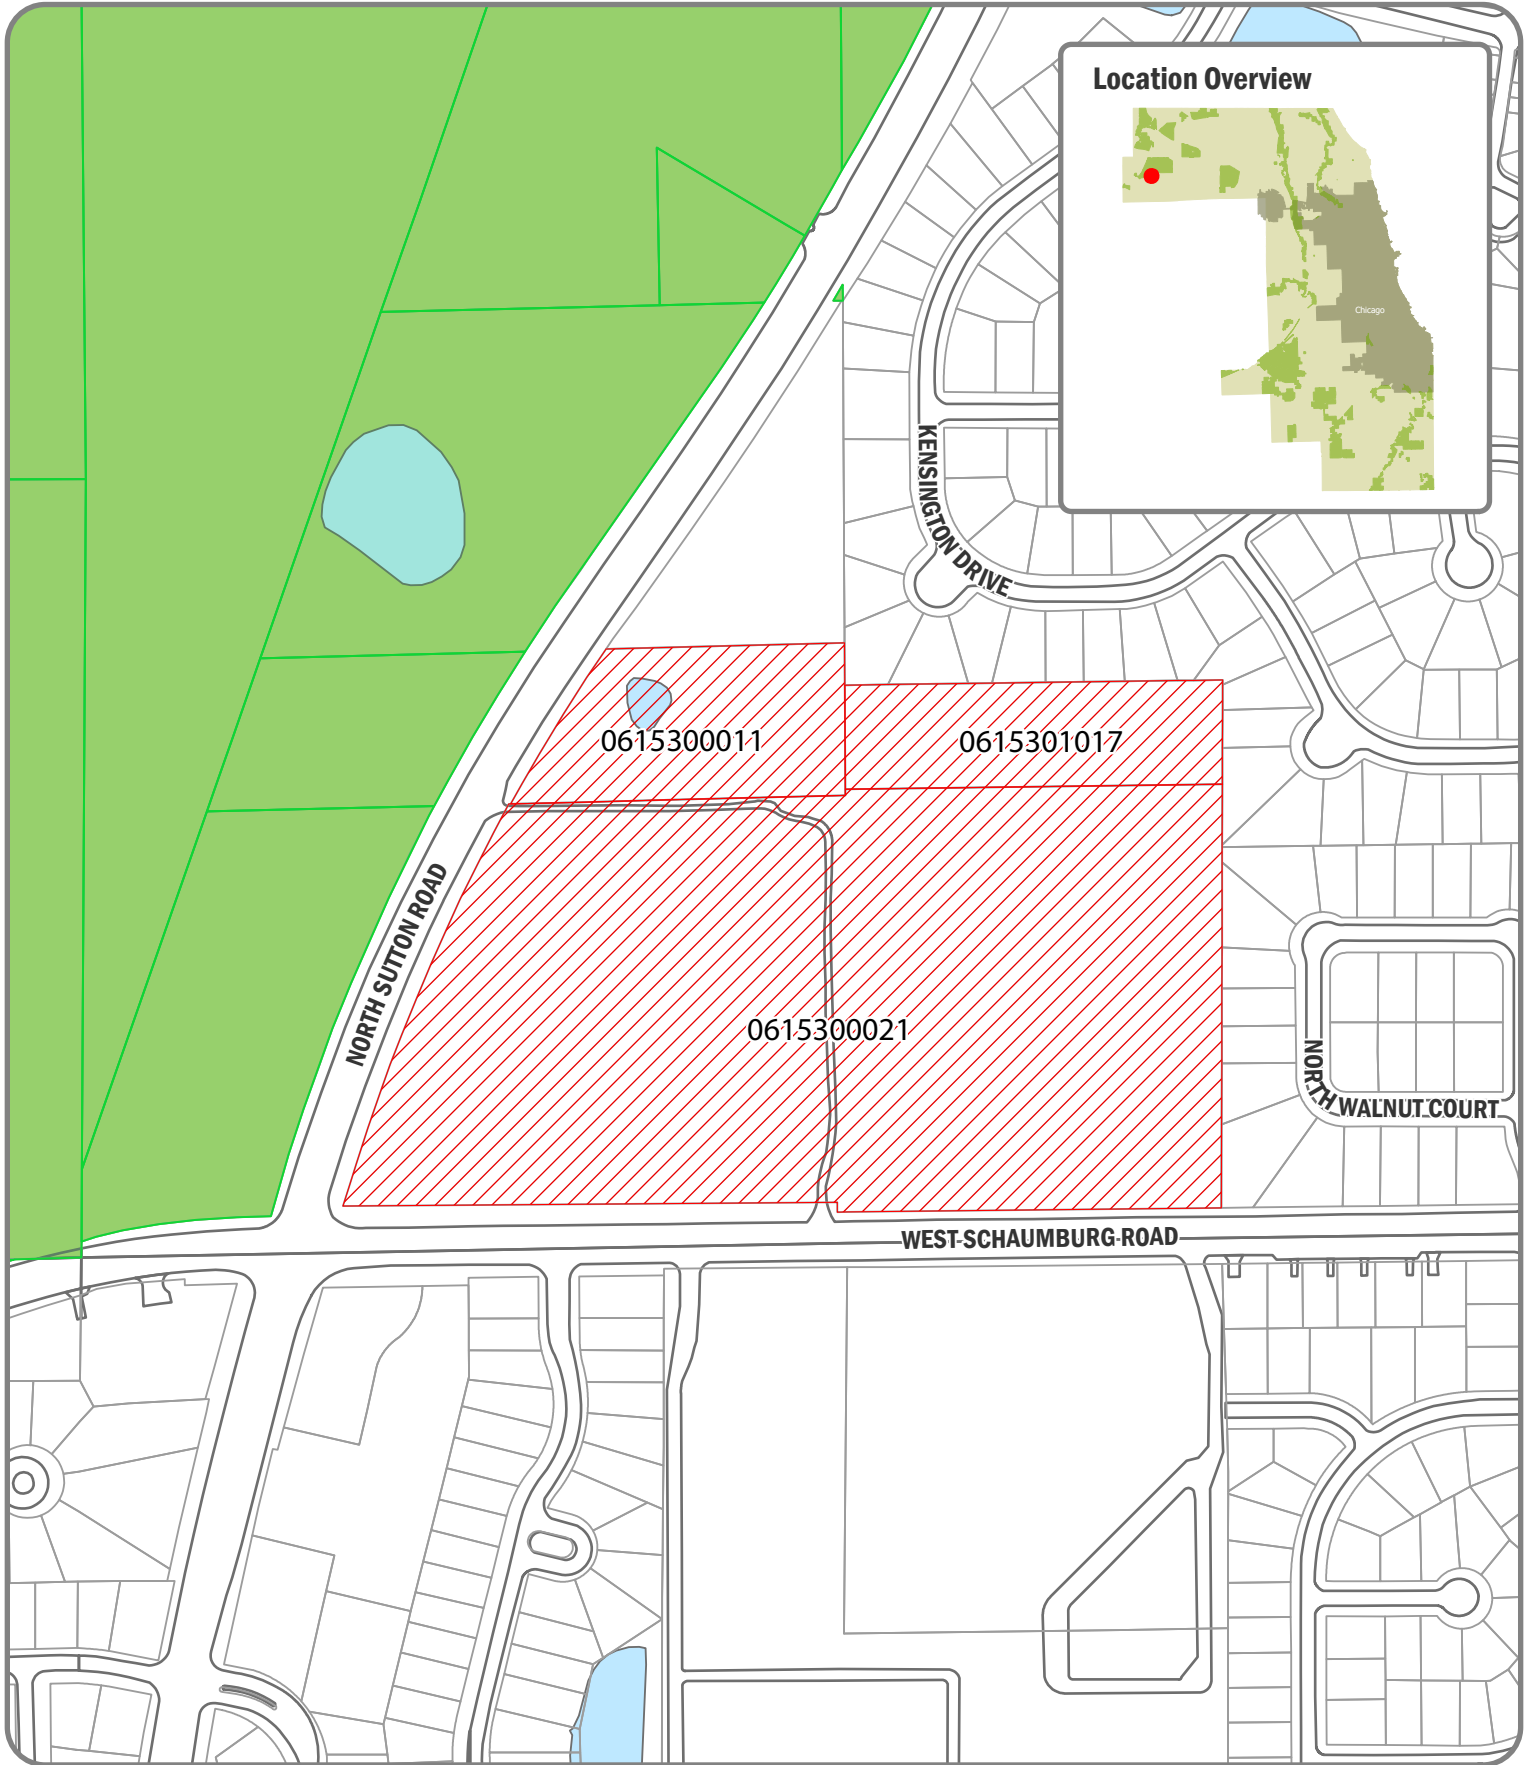 Location Overview
Chicago
KENSINGTON DRIVE
0615300011
0615301017
NORTH SUTTON ROAD
0615300021
NORTH WALNUT COURT
WEST SCHAUMBURG ROAD